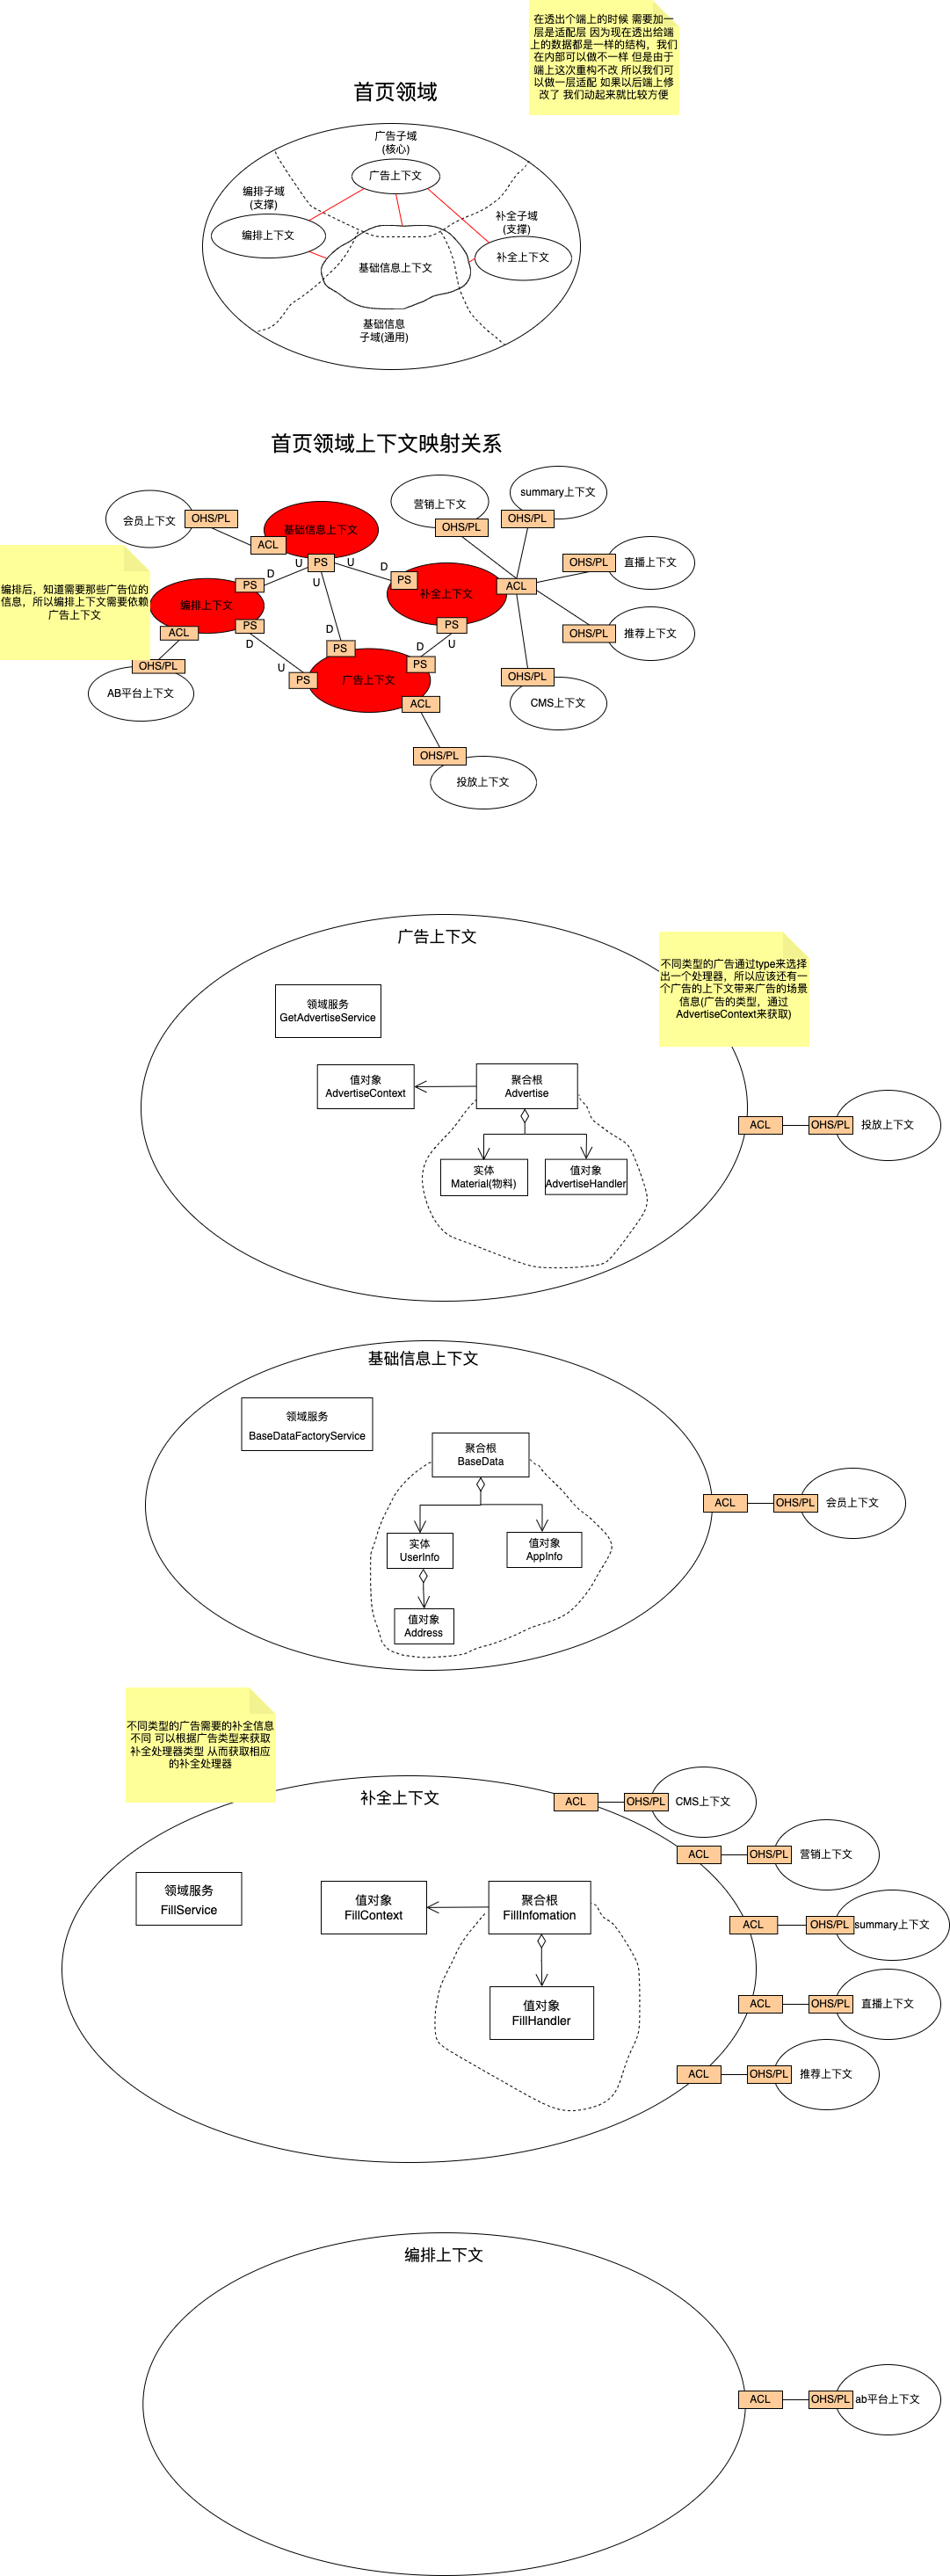 在透出个端上的时候 需要加一
层是适配层 因为现在透出给端
上的数据都是一样的结构，我们
在内部可以做不一样 但是由于
端上这次重构不改 所以我们可
以做一层适配 如果以后端上修
改了 我们动起来就比较方便
首页领域
广告子域
(核心)
广告上下文
编排子域
(支撑)
编排上下文
补全子域
(支撑)
补全上下文
基础信息上下文
基础信息
子域(通用)
首页领域上下文映射关系
会员上下文
OHS/PL
ACL
基础信息上下文
PS
U
U
U
营销上下文
OHS/PL
summary上下文
OHS/PL
OHS/PL
直播上下文
编排后，知道需要那些广告位的
信息，所以编排上下文需要依赖
广告上下文
D
PS
编排上下文
PS
D
ACL
OHS/PL
AB平台上下文
D
PS
补全上下文
ACL
PS
U
OHS/PL
推荐上下文
D
PS
D
PS
U
PS
广告上下文
ACL
OHS/PL
CMS上下文
OHS/PL
投放上下文
广告上下文
不同类型的广告通过type来选择
出一个处理器，所以应该还有一
个广告的上下文带来广告的场景
信息(广告的类型，通过
AdvertiseContext来获取)
领域服务
GetAdvertiseService
值对象
AdvertiseContext
聚合根
Advertise
实体
Material(物料)
值对象
AdvertiseHandler
ACL
OHS/PL
投放上下文
基础信息上下文
领域服务
BaseDataFactoryService
聚合根
BaseData
实体
UserInfo
值对象
AppInfo
值对象
Address
ACL
OHS/PL
会员上下文
不同类型的广告需要的补全信息
不同 可以根据广告类型来获取
补全处理器类型 从而获取相应
的补全处理器
补全上下文
领域服务
FillService
值对象
FillContext
聚合根
FillInfomation
值对象
FillHandler
ACL
OHS/PL
CMS上下文
ACL
OHS/PL
营销上下文
ACL
OHS/PL
summary上下文
ACL
OHS/PL
直播上下文
ACL
OHS/PL
推荐上下文
编排上下文
ACL
OHS/PL
ab平台上下文